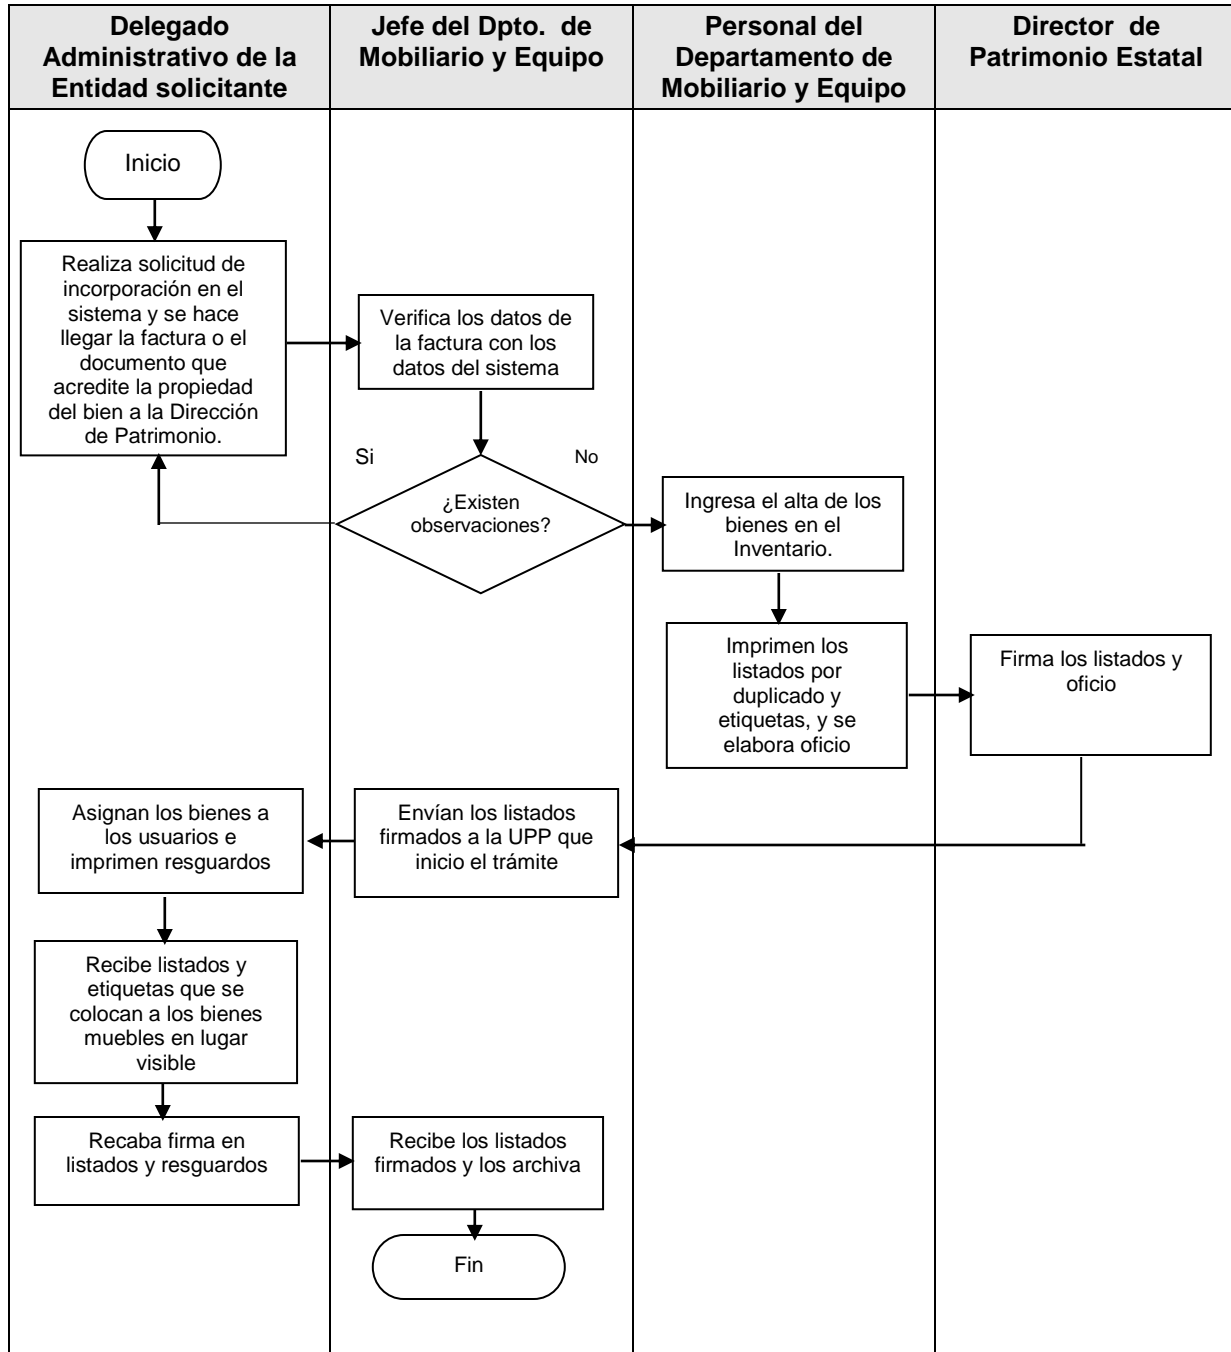 Delegado
Administrativo de la
Entidad solicitante
Jefe del Dpto. de
Mobiliario y Equipo
Personal del
Departamento de
Mobiliario y Equipo
Director de
Patrimonio Estatal
Inicio
Realiza solicitud de
incorporación en el
sistema y se hace
llegar la factura o el
documento que
acredite la propiedad
del bien a la Dirección
de Patrimonio.
Verifica los datos de
la factura con los
datos del sistema
Si
No
¿Existen
observaciones?
Ingresa el alta de los
bienes en el
Inventario.
Imprimen los
listados por
duplicado y
etiquetas, y se
elabora oficio
Firma los listados y
oficio
Envían los listados
firmados a la UPP que
inicio el trámite
Asignan los bienes a
los usuarios e
imprimen resguardos
Recibe listados y
etiquetas que se
colocan a los bienes
muebles en lugar
visible
Recaba firma en
listados y resguardos
Recibe los listados
firmados y los archiva
Fin